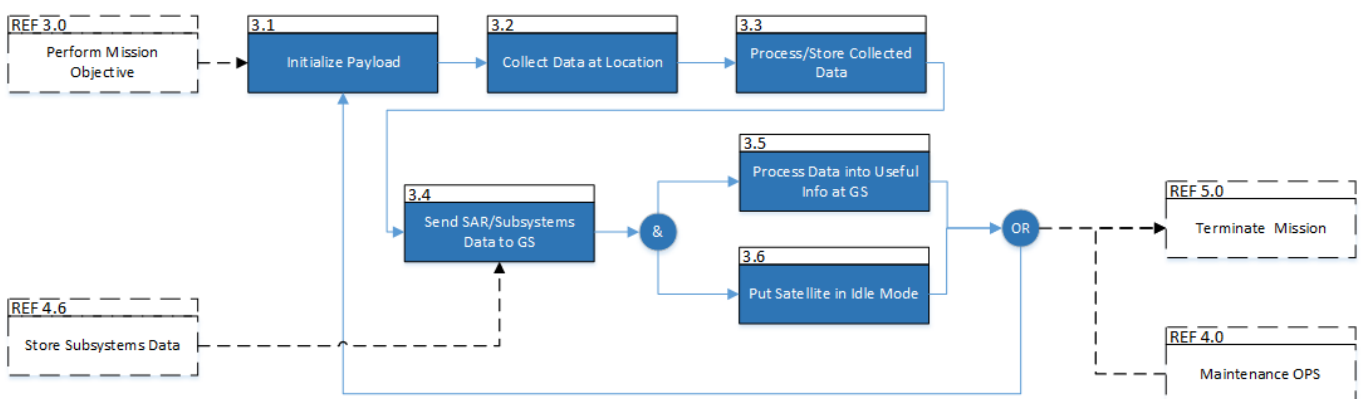 REF 3.0
Perform Mission
Objective
3.1
Initialize Payload
3.2
Collect Data at Location
3.3
Process/Store Collected
Data
3.4
Send SAR/Subsystems
Data to GS
&
3.5
Process Data into Useful
Info at GS
3.6
Put Satellite in Idle Mode
OR
REF 5.0
Terminate Mission
REF 4.6
Store Subsystems Data
REF 4.0
Maintenance OPS